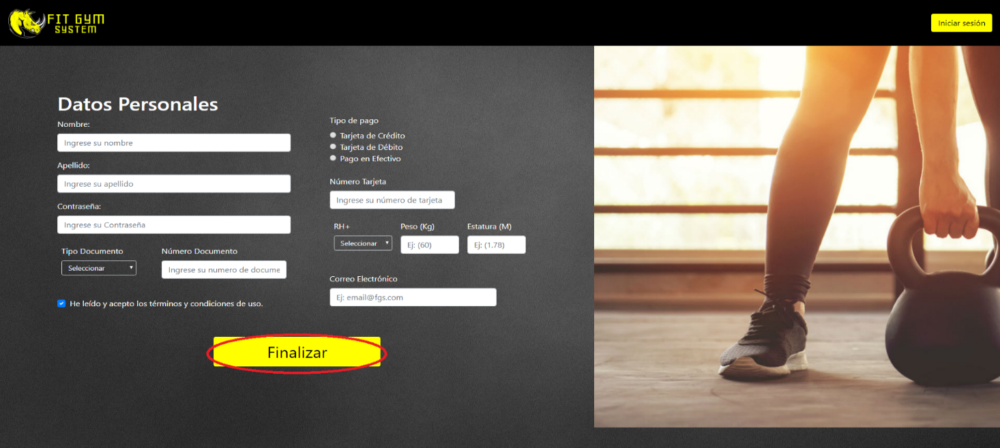 FIT GYM
SYSTEM
Iniciar sesión
Datos Personales
Nombre:
Ingrese su nombre
Apellido:
Ingrese su apellido
Contraseña:
Ingrese su Contraseña
Tipo Documento
Número Documento
Seleccionar
Ingrese su numero de docume
He leído y acepto los términos y condiciones de uso.
Tipo de pago
Tarjeta de Crédito
Tarjeta de Débito
Pago en Efectivo
Número Tarjeta
Ingrese su número de tarjeta
RH+
Peso (Kg)
Estatura (M)
Seleccionar
Ej: (60)
Ej: (1.78)
Correo Electrónico
Ej: email@fgs.com
Finalizar